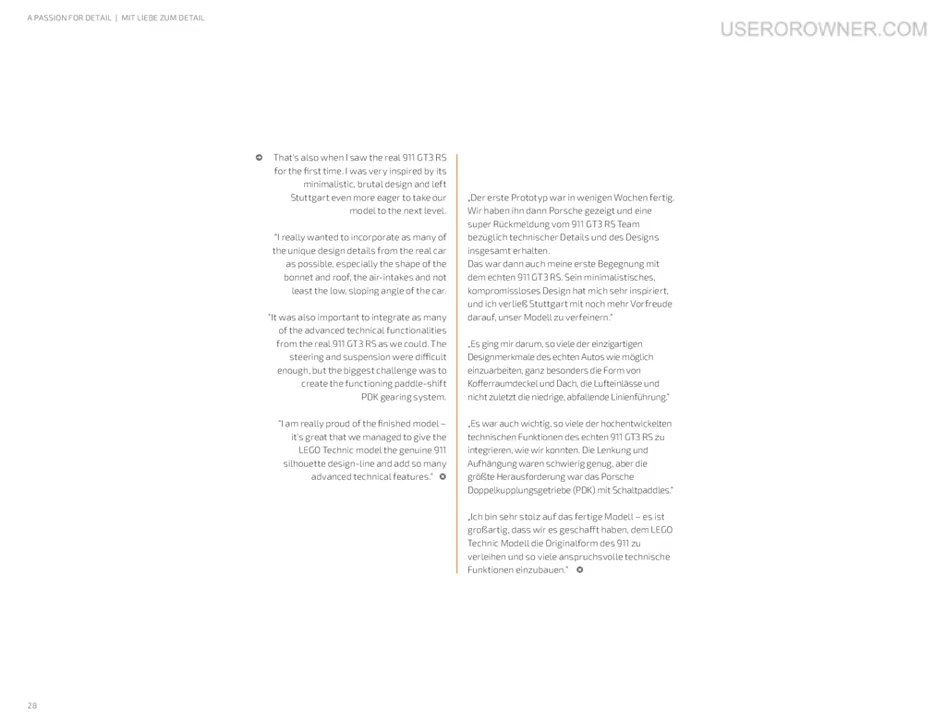 A PASSION FOR DETAIL | MIT LIEBE ZUM DETAIL
USEROROWNER.COM
That's also when I saw the real 911 GT3 RS
for the first time. I was very inspired by its
minimalistic, brutal design and left
Stuttgart even more eager to take our
model to the next level.
"I really wanted to incorporate as many of
the unique design details from the real car
as possible, especially the shape of the
bonnet and roof, the air-intakes and not
least the low, sloping angle of the car.
"It was also important to integrate as many
of the advanced technical functionalities
from the real 911 GT3 RS as we could. The
steering and suspension were difficult
enough, but the biggest challenge was to
create the functioning paddle-shift
PDK gearing system.
"I am really proud of the finished model –
it's great that we managed to give the
LEGO Technic model the genuine 911
silhouette design-line and add so many
advanced technical features."
„Der erste Prototyp war in wenigen Wochen fertig.
Wir haben ihn dann Porsche gezeigt und eine
super Rückmeldung vom 911 GT3 RS Team
bezüglich technischer Details und des Designs
insgesamt erhalten.
Das war dann auch meine erste Begegnung mit
dem echten 911 GT3 RS. Sein minimalistisches,
kompromissloses Design hat mich sehr inspiriert,
und ich verließ Stuttgart mit noch mehr Vorfreude
darauf, unser Modell zu verfeinern."
„Es ging mir darum, so viele der einzigartigen
Designmerkmale des echten Autos wie möglich
einzuarbeiten, ganz besonders die Form von
Kofferraumdeckel und Dach, die Lufteinlässe und
nicht zuletzt die niedrige, abfallende Linienführung."
„Es war auch wichtig, so viele der hochentwickelten
technischen Funktionen des echten 911 GT3 RS zu
integrieren, wie wir konnten. Die Lenkung und
Aufhängung waren schwierig genug, aber die
größte Herausforderung war das Porsche
Doppelkupplungsgetriebe (PDK) mit Schaltpaddles."
„Ich bin sehr stolz auf das fertige Modell – es ist
großartig, dass wir es geschafft haben, dem LEGO
Technic Modell die Originalform des 911 zu
verleihen und so viele anspruchsvolle technische
Funktionen einzubauen."
28